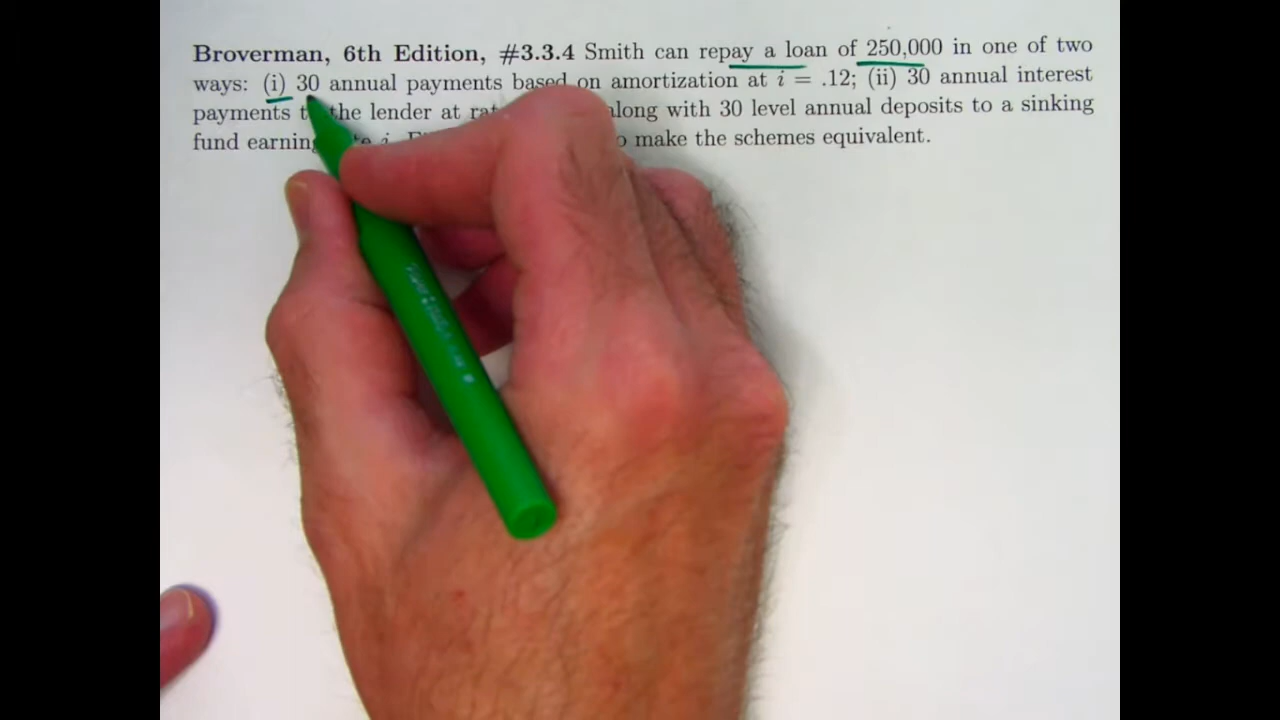 Broverman, 6th Edition, #3.3.4 Smith can repay a loan of 250,000 in one of two
ways: (i) 30 annual payments based on amortization at i = .12; (ii) 30 annual interest
payments the lender at along with 30 level annual deposits to a sinking
fund make the schemes equivalent.